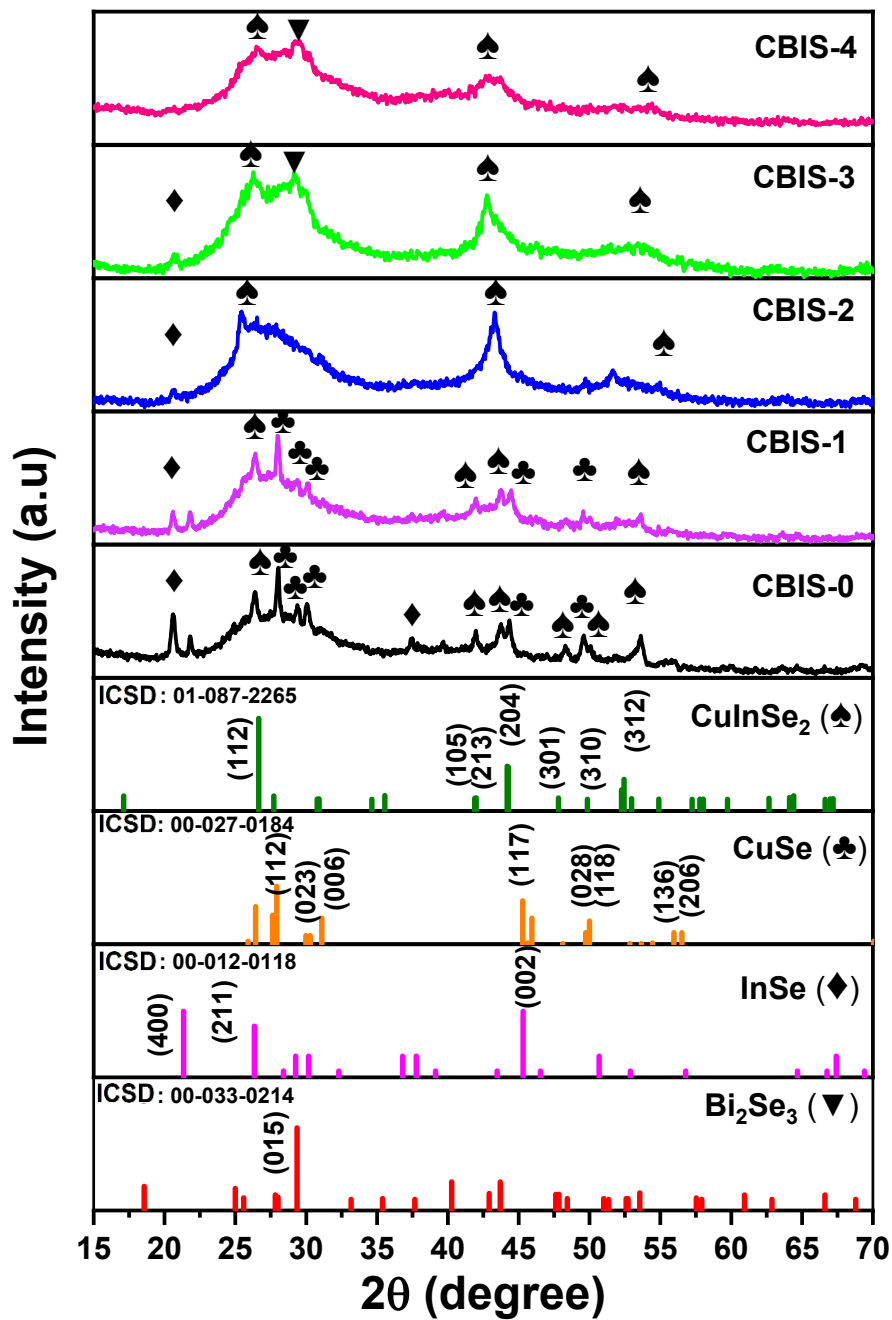 CBIS-4
CBIS-3
CBIS-2
CBIS-1
CBIS-0
ICSD: 01-087-2265
CuInSe₂ (♠)
(112)
(105)
(213)
(204)
(301)
(310)
(312)
ICSD: 00-027-0184
CuSe (♣)
(112)
(023)
(006)
(117)
(028)
(118)
(136)
(206)
ICSD: 00-012-0118
InSe (♦)
(400)
(211)
(002)
ICSD: 00-033-0214
Bi₂Se₃ (▼)
(015)
15 20 25 30 35 40 45 50 55 60 65 70
2θ (degree)
Intensity (a.u)